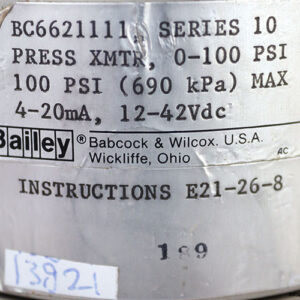 BC6621111, SERIES 10
PRESS XMTR, 0-100 PSI
100 PSI (690 kPa) MAX
4-20mA, 12-42Vdc
Bailey ® Babcock & Wilcox. U.S.A.
Wickliffe, Ohio
AC
INSTRUCTIONS E21-26-8
189
13921